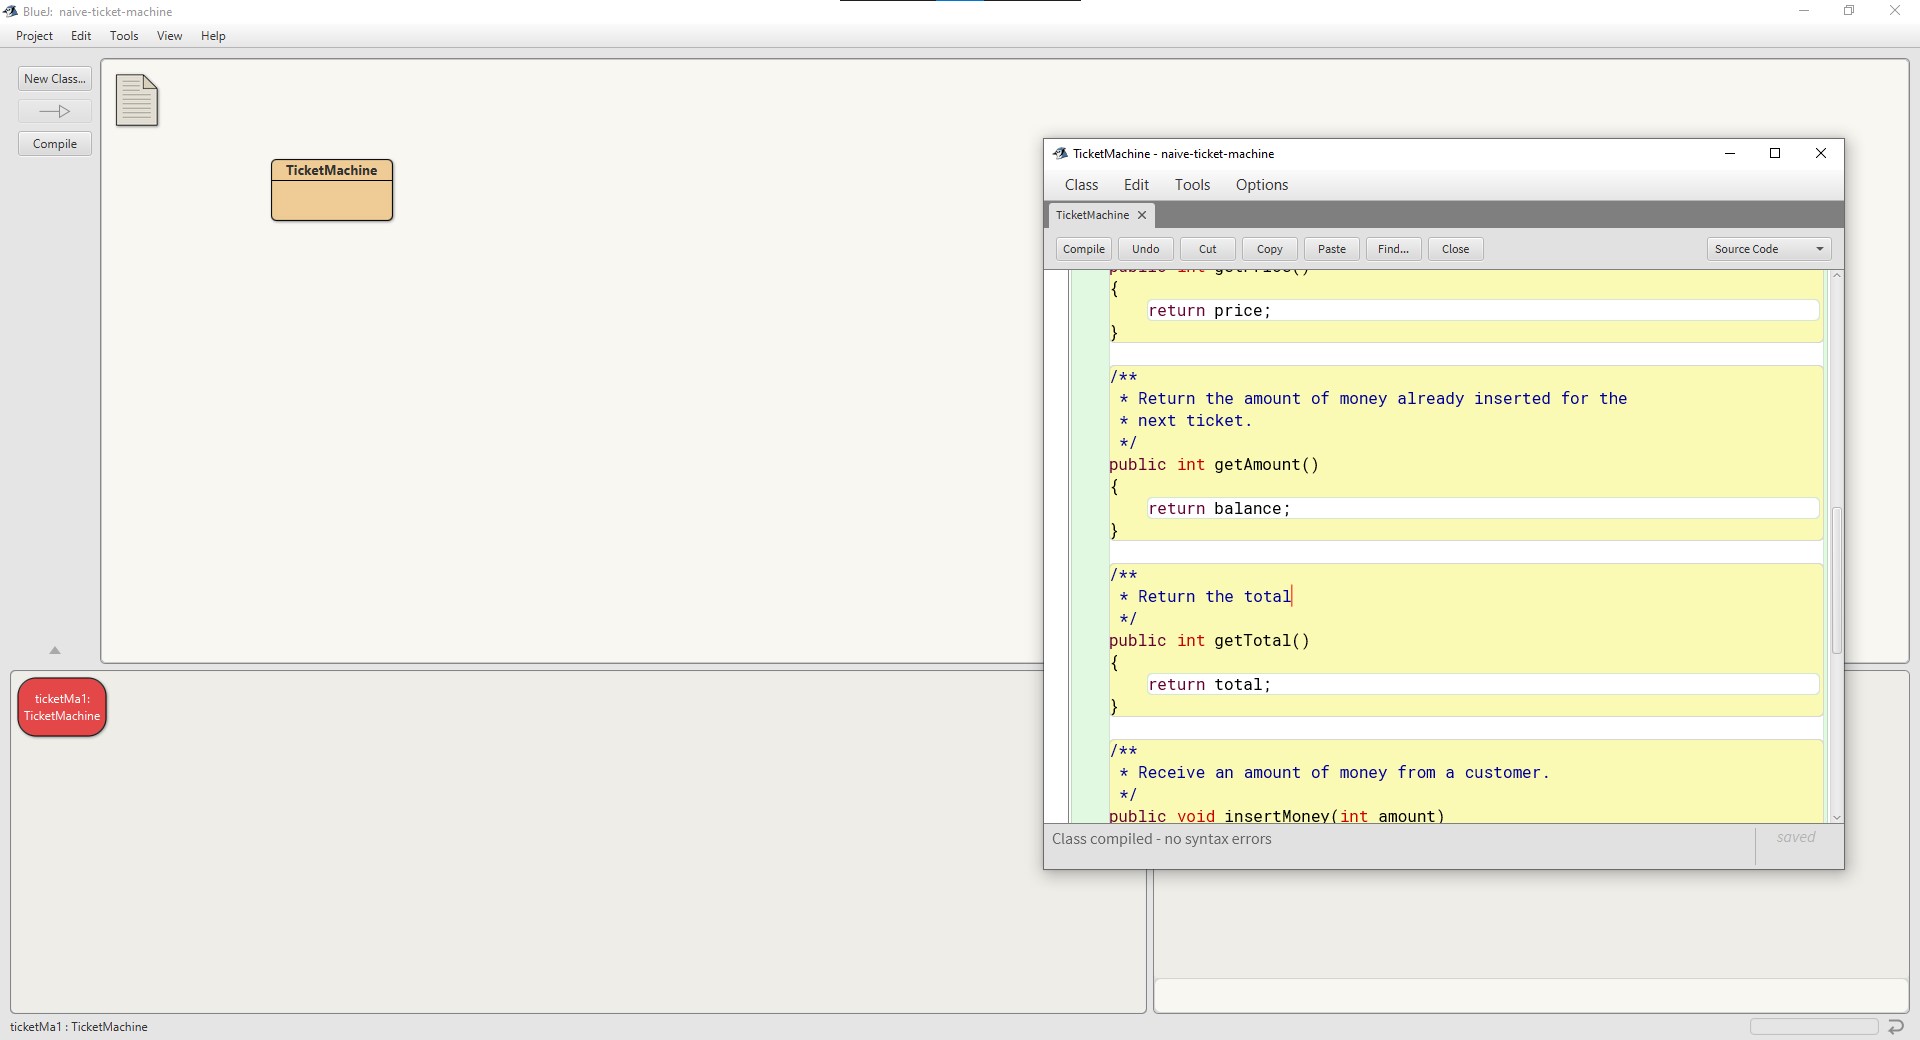 BlueJ: naive-ticket-machine
Project Edit Tools View Help
New Class...
Compile
TicketMachine
TicketMachine - naive-ticket-machine
Class Edit Tools Options
TicketMachine
Compile Undo Cut Copy Paste Find... Close Source Code
public int getPrice()
{
return price;
}
/**
* Return the amount of money already inserted for the
* next ticket.
*/
public int getAmount()
{
return balance;
}
/**
* Return the total
*/
public int getTotal()
{
return total;
}
/**
* Receive an amount of money from a customer.
*/
public void insertMoney(int amount)
Class compiled - no syntax errors
saved
ticketMa1:
TicketMachine
ticketMa1 : TicketMachine